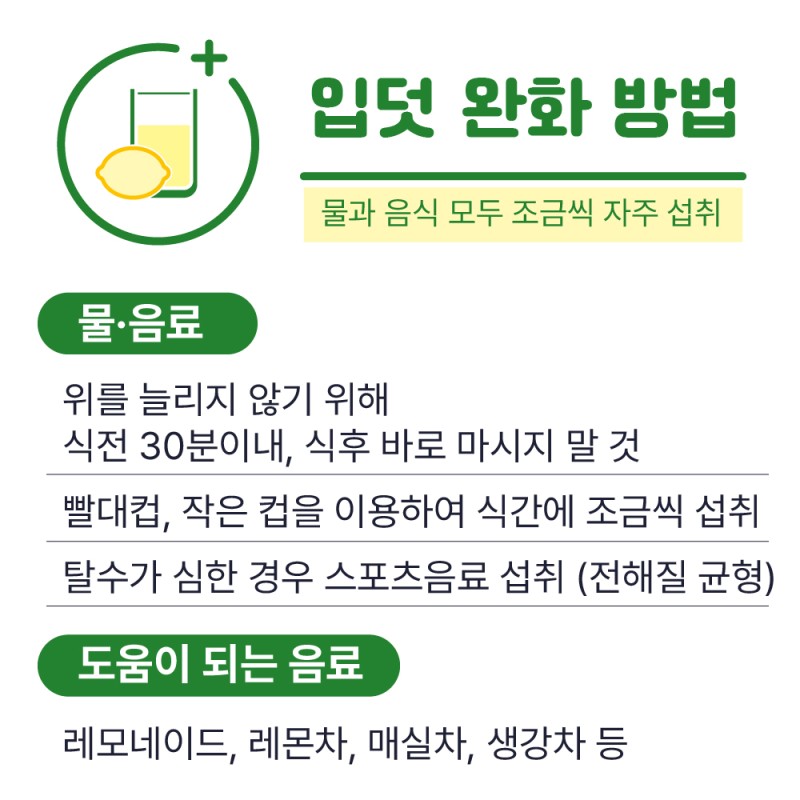 입덧 완화 방법
물과 음식 모두 조금씩 자주 섭취
물·음료
위를 늘리지 않기 위해
식전 30분이내, 식후 바로 마시지 말 것
빨대컵, 작은 컵을 이용하여 식간에 조금씩 섭취
탈수가 심한 경우 스포츠음료 섭취 (전해질 균형)
도움이 되는 음료
레모네이드, 레몬차, 매실차, 생강차 등